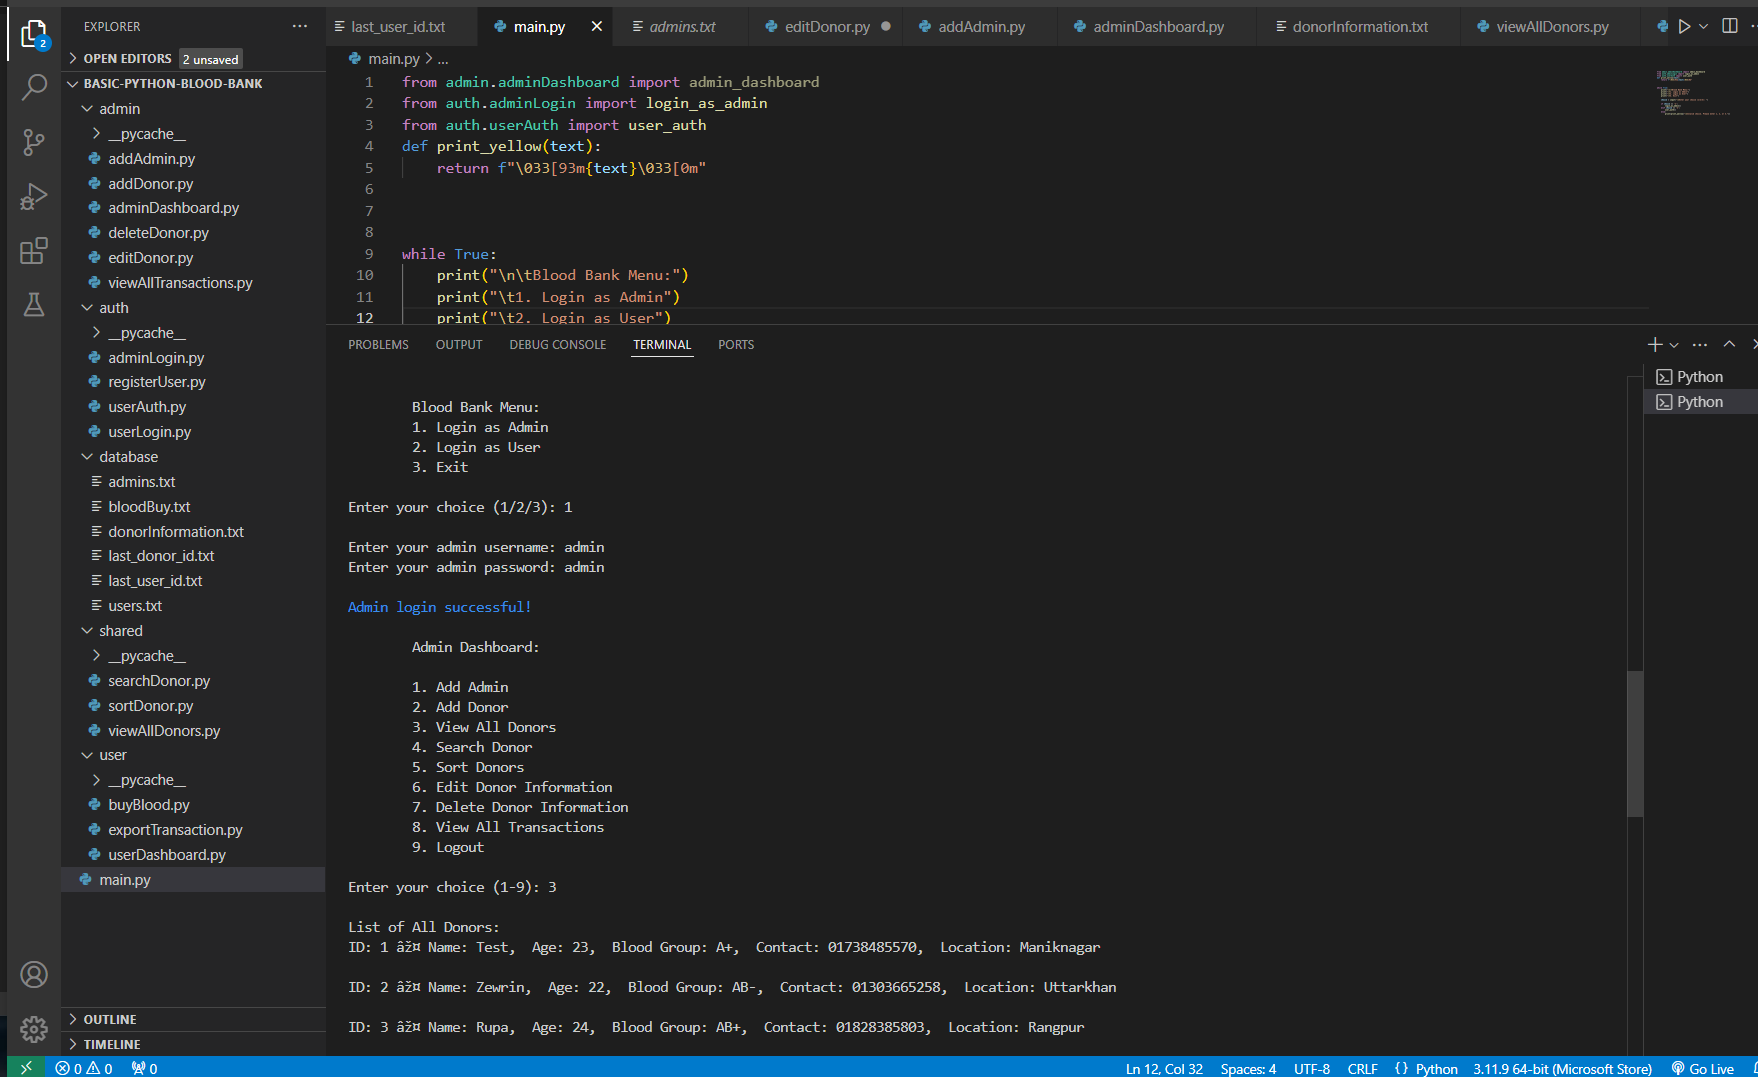 EXPLORER
OPEN EDITORS 2 unsaved
BASIC-PYTHON-BLOOD-BANK
admin
__pycache__
addAdmin.py
addDonor.py
adminDashboard.py
deleteDonor.py
editDonor.py
viewAllTransactions.py
auth
__pycache__
adminLogin.py
registerUser.py
userAuth.py
userLogin.py
database
admins.txt
bloodBuy.txt
donorInformation.txt
last_donor_id.txt
last_user_id.txt
users.txt
shared
__pycache__
searchDonor.py
sortDonor.py
viewAllDonors.py
user
__pycache__
buyBlood.py
exportTransaction.py
userDashboard.py
main.py
OUTLINE
TIMELINE
2
last_user_id.txt main.py admins.txt editDonor.py addAdmin.py adminDashboard.py donorInformation.txt viewAllDonors.py
main.py > ...
1 from admin.adminDashboard import admin_dashboard
2 from auth.adminLogin import login_as_admin
3 from auth.userAuth import user_auth
4 def print_yellow(text):
5 return f"\033[93m{text}\033[0m"
6
7
8
9 while True:
10 print("\n\tBlood Bank Menu:")
11 print("\t1. Login as Admin")
12 print("\t2. Login as User")
PROBLEMS OUTPUT DEBUG CONSOLE TERMINAL PORTS
Python
Python
Blood Bank Menu:
1. Login as Admin
2. Login as User
3. Exit
Enter your choice (1/2/3): 1
Enter your admin username: admin
Enter your admin password: admin
Admin login successful!
Admin Dashboard:
1. Add Admin
2. Add Donor
3. View All Donors
4. Search Donor
5. Sort Donors
6. Edit Donor Information
7. Delete Donor Information
8. View All Transactions
9. Logout
Enter your choice (1-9): 3
List of All Donors:
ID: 1 âž¤ Name: Test,  Age: 23,  Blood Group: A+,  Contact: 01738485570,  Location: Maniknagar
ID: 2 âž¤ Name: Zewrin,  Age: 22,  Blood Group: AB-,  Contact: 01303665258,  Location: Uttarkhan
ID: 3 âž¤ Name: Rupa,  Age: 24,  Blood Group: AB+,  Contact: 01828385803,  Location: Rangpur
0 0 0 Ln 12, Col 32 Spaces: 4 UTF-8 CRLF {} Python 3.11.9 64-bit (Microsoft Store) Go Live